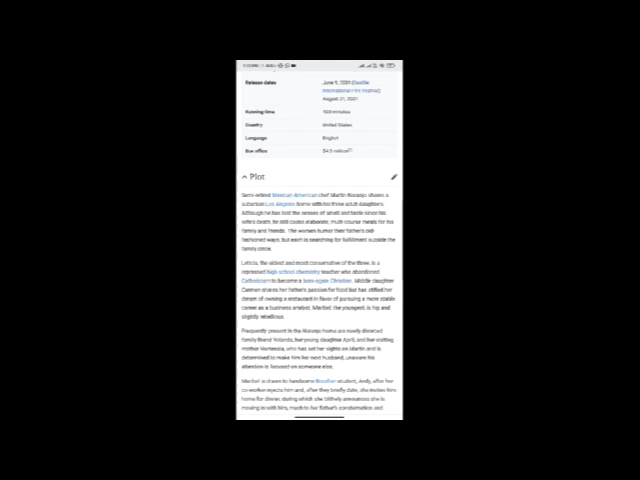 Release dates
June 9, 2001 (Seattle
International Film Festival)
August 21, 2001
Running time
103 minutes
Country
United States
Language
English
Box office
Plot
Semi-retired Mexican-American chef Martin Naranjo shares a
suburban Los Angeles home with his three adult daughters.
Although he has lost the senses of smell and taste since his
wife's death, he still cooks elaborate, multi-course meals for his
family and friends. The women humor their father's old-
fashioned ways, but each is searching for fulfillment outside the
family circle.
Leticia, the oldest and most conservative of the three, is a
repressed high school chemistry teacher who abandoned
Catholicism to become a born-again Christian. Middle daughter
Carmen shares her father's passion for food but has stifled her
dream of owning a restaurant in favor of pursuing a more stable
career as a business analyst. Maribel, the youngest, is hip and
slightly rebellious.
Frequently present in the Naranjo home are newly divorced
family friend Yolanda, her young daughter April, and her visiting
mother Hortensia, who has set her sights on Martin and is
determined to make him her next husband, unaware his
attention is focused on someone else.
Maribel is drawn to handsome Brazilian student, Andy, after her
co-worker rejects him and, after they briefly date, she invites him
home for dinner, during which she blithely announces she is
moving in with him, much to her father's consternation and